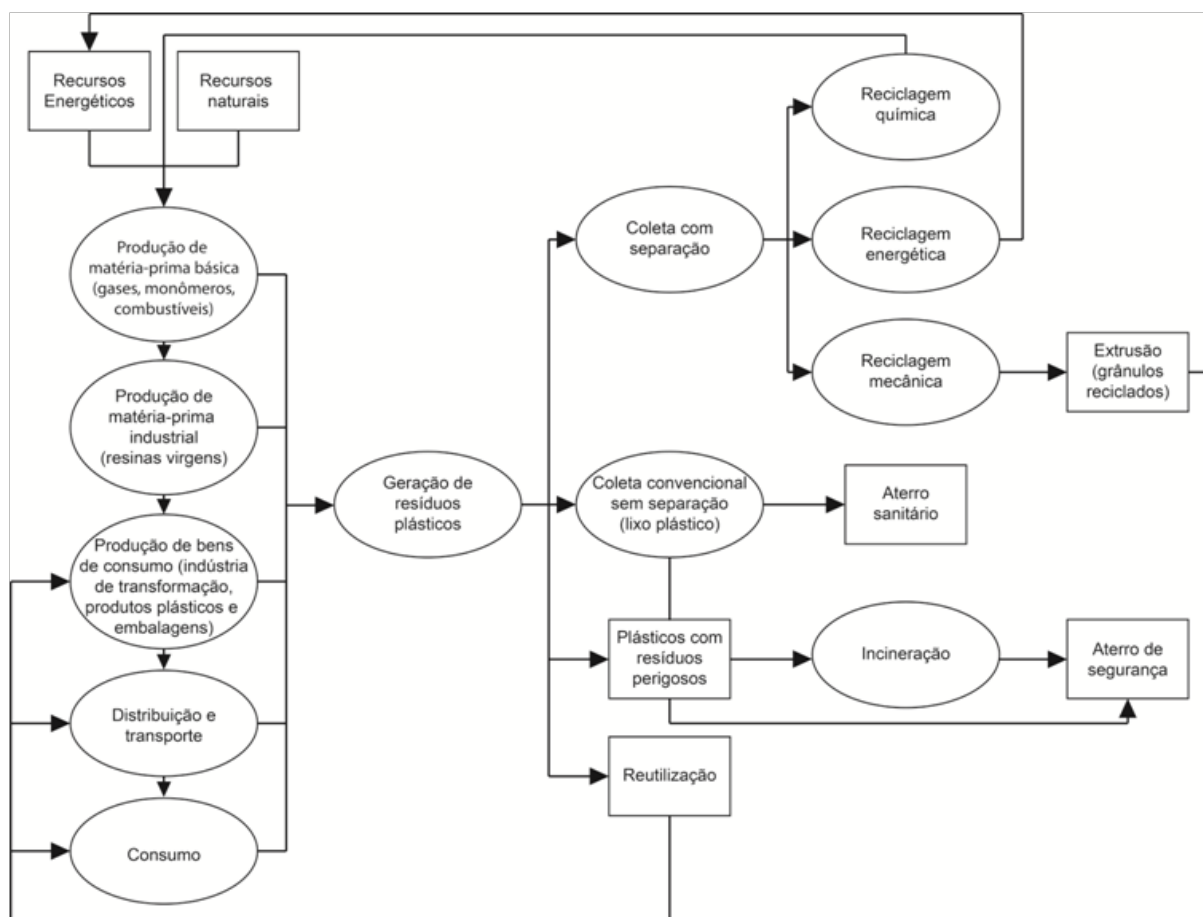 Recursos
Energéticos
Recursos
naturais
Produção de
matéria-prima básica
(gases, monômeros,
combustíveis)
Produção de
matéria-prima
industrial
(resinas virgens)
Produção de bens
de consumo (indústria
de transformação,
produtos plásticos e
embalagens)
Distribuição e
transporte
Consumo
Geração de
resíduos
plásticos
Coleta com
separação
Coleta convencional
sem separação
(lixo plástico)
Plásticos com
resíduos
perigosos
Reutilização
Reciclagem
química
Reciclagem
energética
Reciclagem
mecânica
Extrusão
(grânulos
reciclados)
Aterro
sanitário
Incineração
Aterro de
segurança